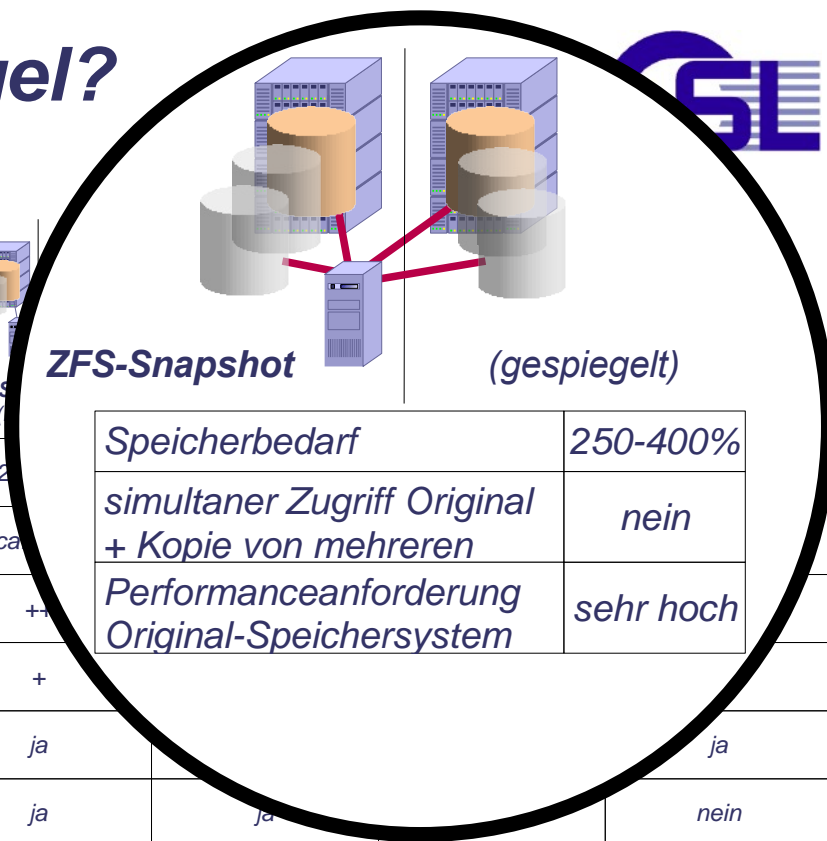 gel?
SL
ZFS-Snapshot
(gespiegelt)
Speicherbedarf
250-400%
simultaner Zugriff Original
+ Kopie von mehreren
nein
Performanceanforderung
Original-Speichersystem
sehr hoch
++
+
ja
ja
ja
ja
nein